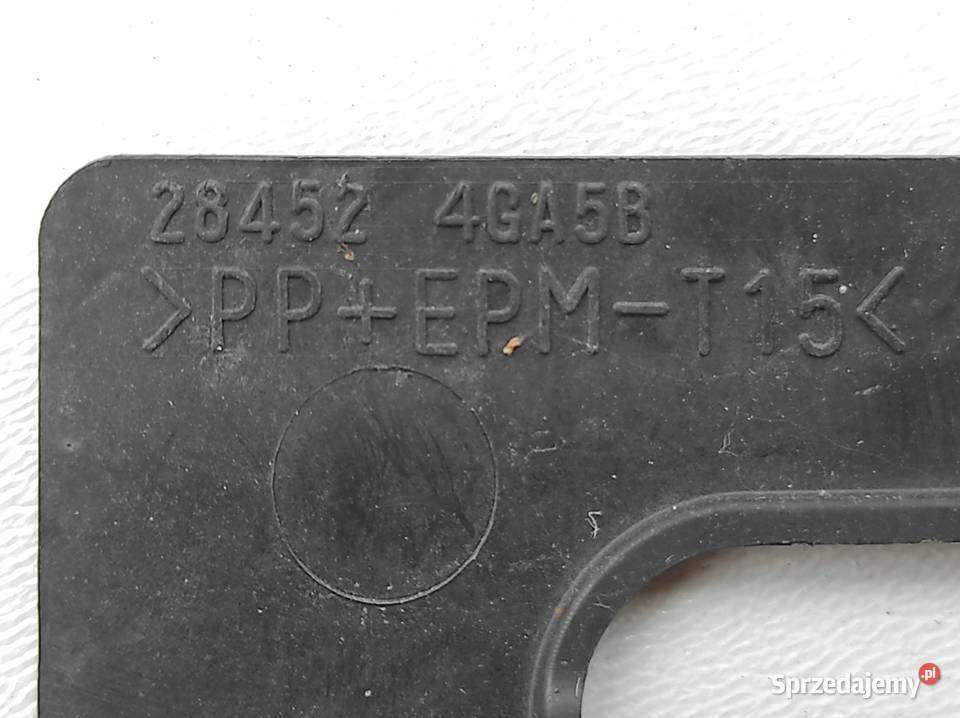 28452 4GA5B
>PP+EPM-T15<
Sprzedajemy.pl